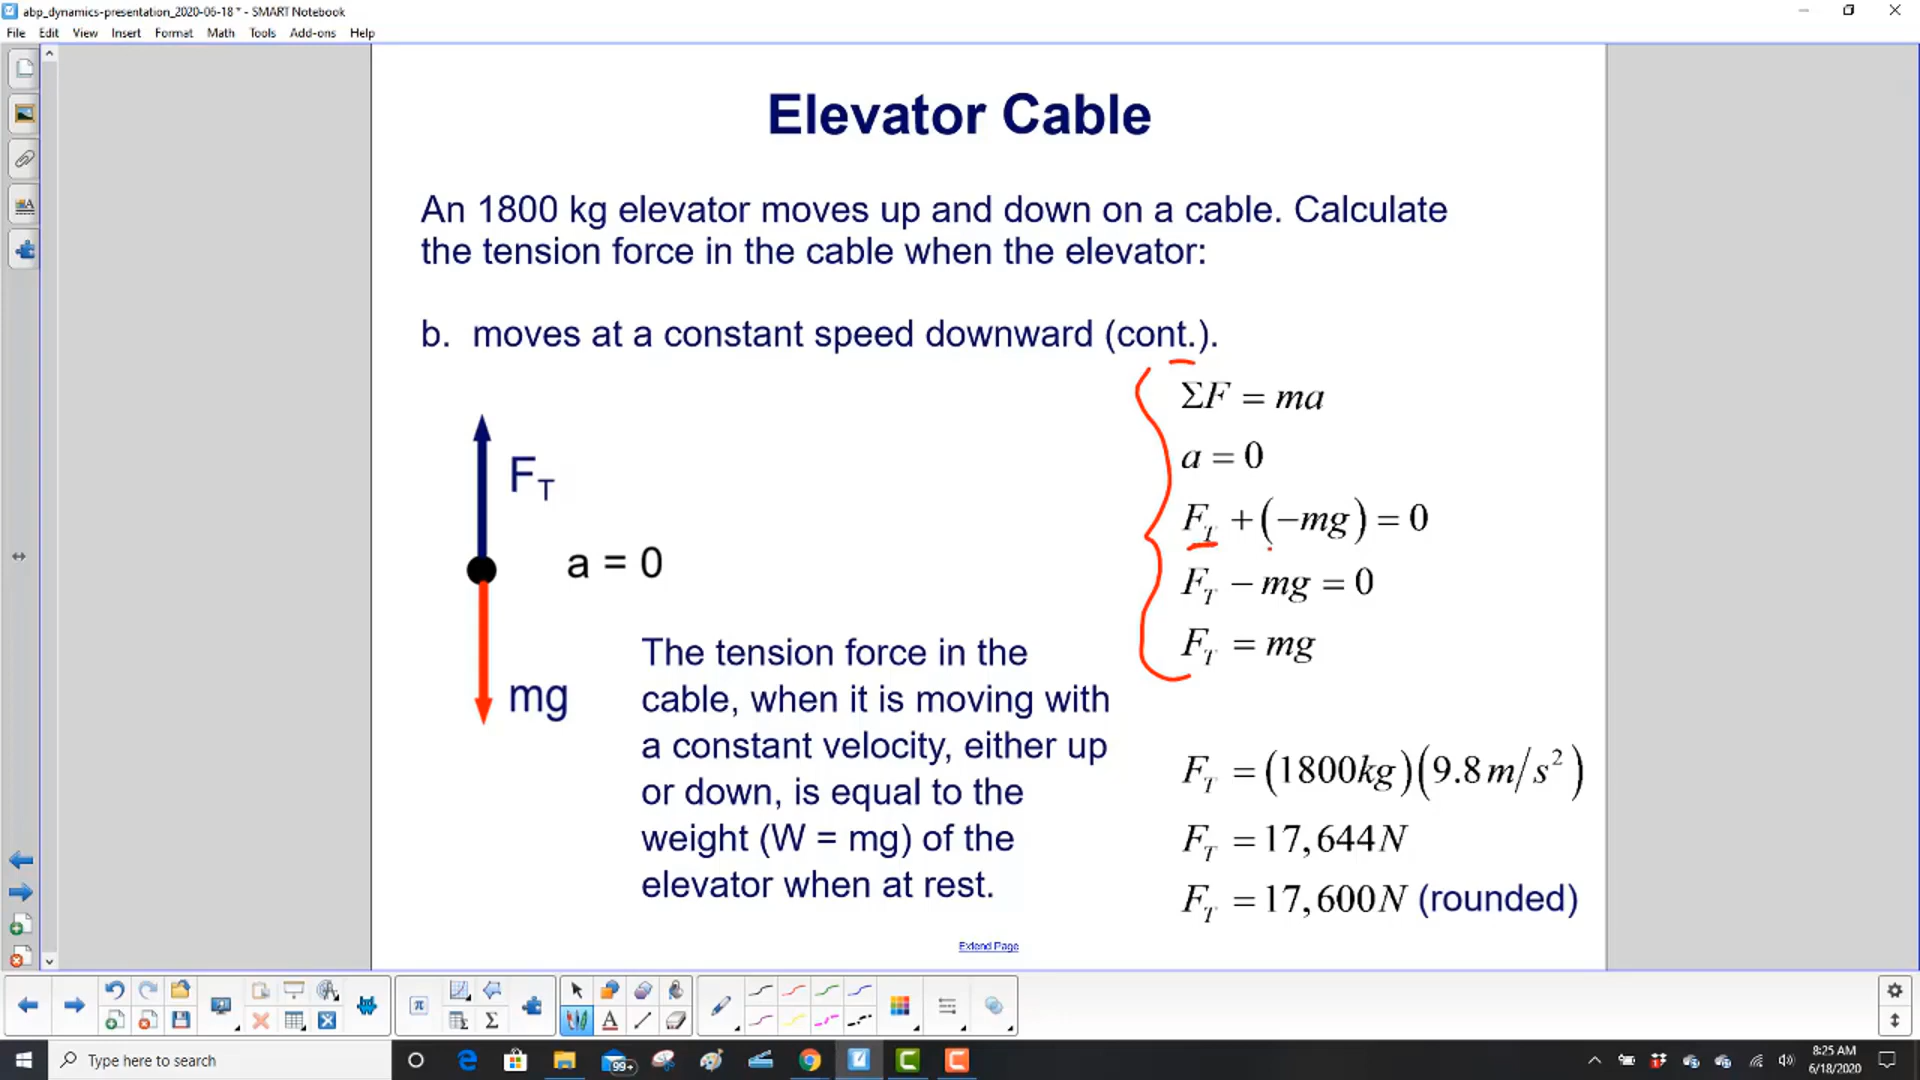 abp_dynamics-presentation_2020-06-18 * - SMART Notebook
File Edit View Insert Format Math Tools Add-ons Help
Elevator Cable
An 1800 kg elevator moves up and down on a cable. Calculate
the tension force in the cable when the elevator:
b. moves at a constant speed downward (cont.).
F_T
a = 0
mg
The tension force in the
cable, when it is moving with
a constant velocity, either up
or down, is equal to the
weight (W = mg) of the
elevator when at rest.
ΣF = ma
a = 0
F_T + (−mg) = 0
F_T − mg = 0
F_T = mg
F_T = (1800kg)(9.8 m/s²)
F_T = 17,644 N
F_T = 17,600 N (rounded)
Extend Page
Type here to search
99+
8:25 AM
6/18/2020